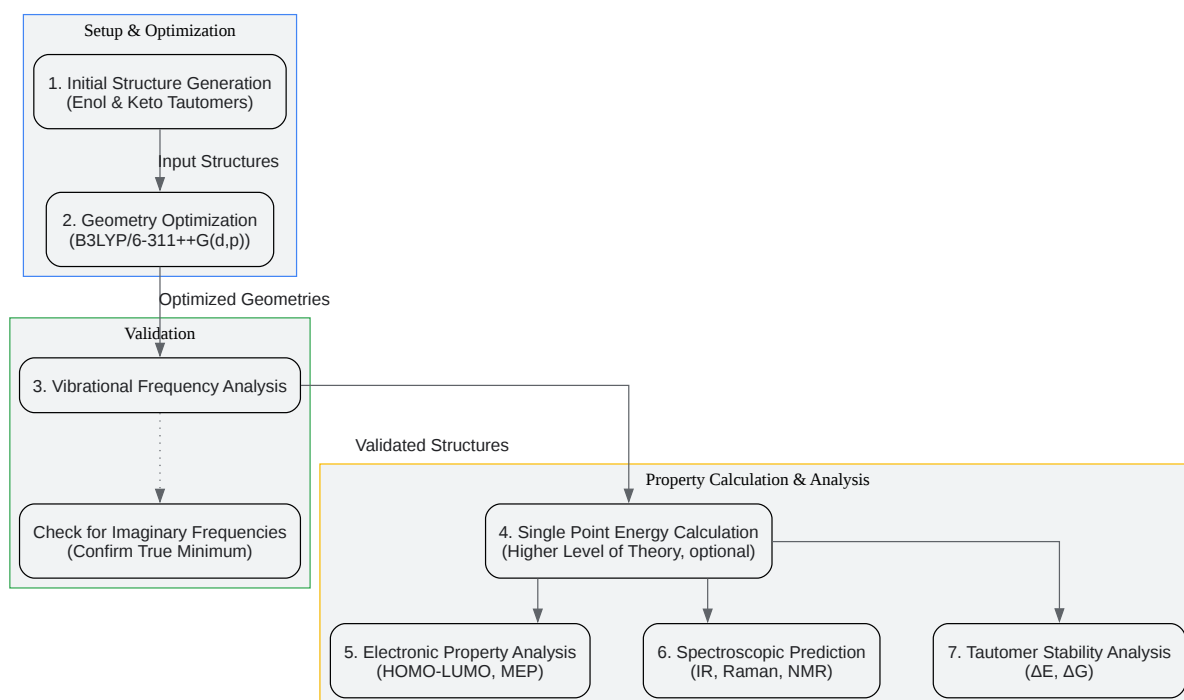 Setup & Optimization
1. Initial Structure Generation
(Enol & Keto Tautomers)
Input Structures
2. Geometry Optimization
(B3LYP/6-311++G(d,p))
Optimized Geometries
Validation
3. Vibrational Frequency Analysis
Validated Structures
Check for Imaginary Frequencies
(Confirm True Minimum)
Property Calculation & Analysis
4. Single Point Energy Calculation
(Higher Level of Theory, optional)
5. Electronic Property Analysis
(HOMO-LUMO, MEP)
6. Spectroscopic Prediction
(IR, Raman, NMR)
7. Tautomer Stability Analysis
(ΔE, ΔG)